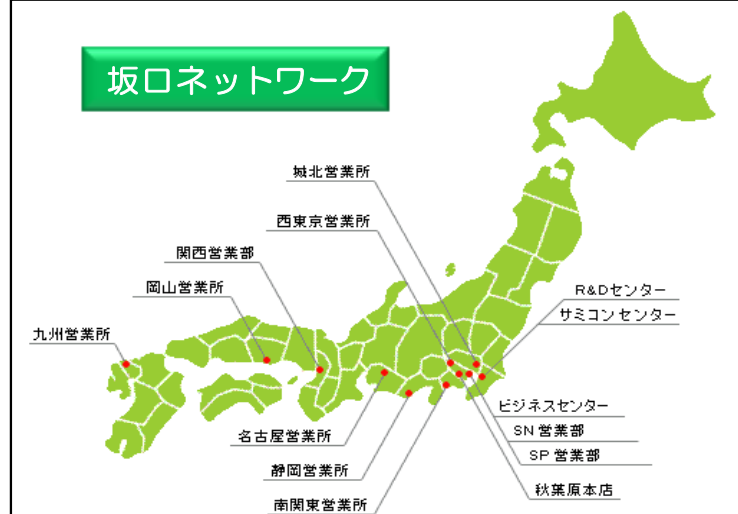 坂口ネットワーク
城北営業所
西東京営業所
関西営業部
岡山営業所
九州営業所
R&Dセンター
サミコンセンター
ビジネスセンター
SN営業部
SP営業部
秋葉原本店
名古屋営業所
静岡営業所
南関東営業所